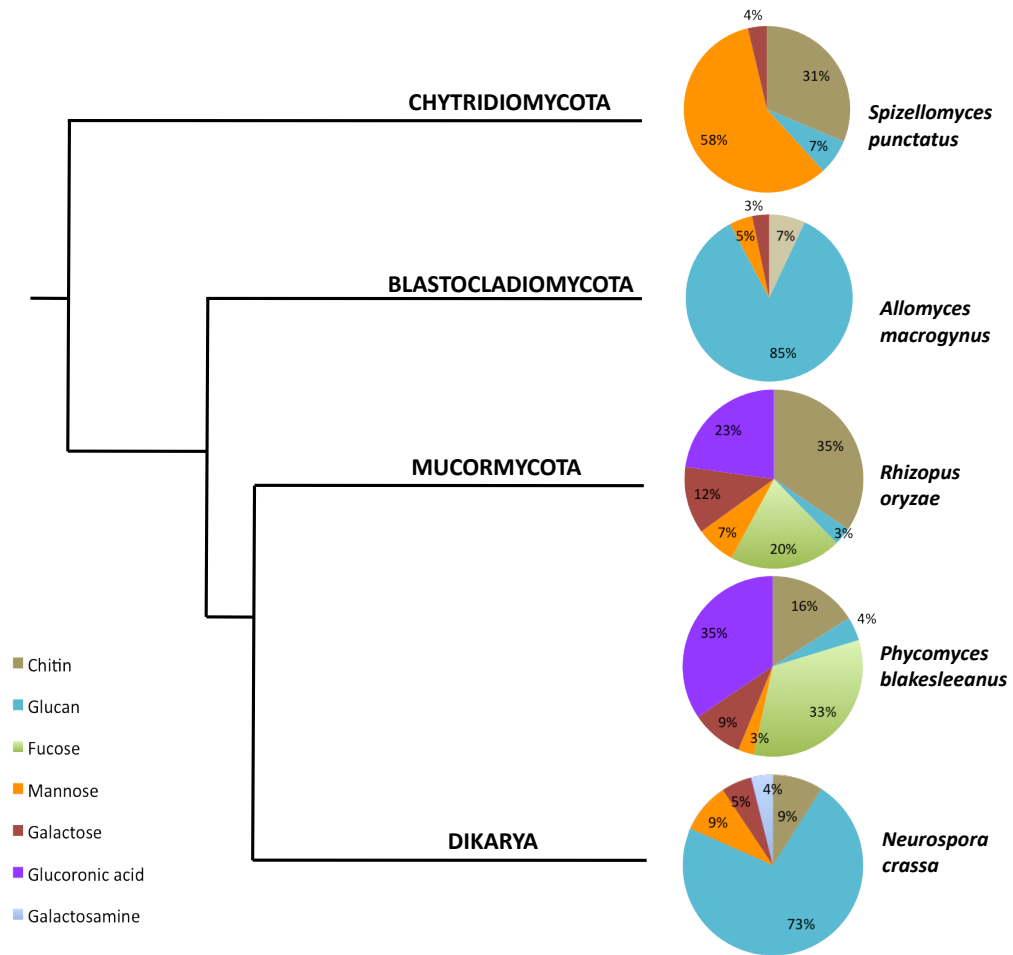 4%
31%
CHYTRIDIOMYCOTA
Spizellomyces
punctatus
58%
7%
3%
5%
7%
BLASTOCLADIOMYCOTA
Allomyces
macrogynus
85%
23%
35%
MUCORMYCOTA
Rhizopus
oryzae
12%
7%
3%
20%
16%
4%
35%
Phycomyces
blakesleeanus
33%
9%
3%
Chitin
Glucan
Fucose
Mannose
Galactose
Glucoronic acid
Galactosamine
4%
5%
9%
9%
DIKARYA
Neurospora
crassa
73%